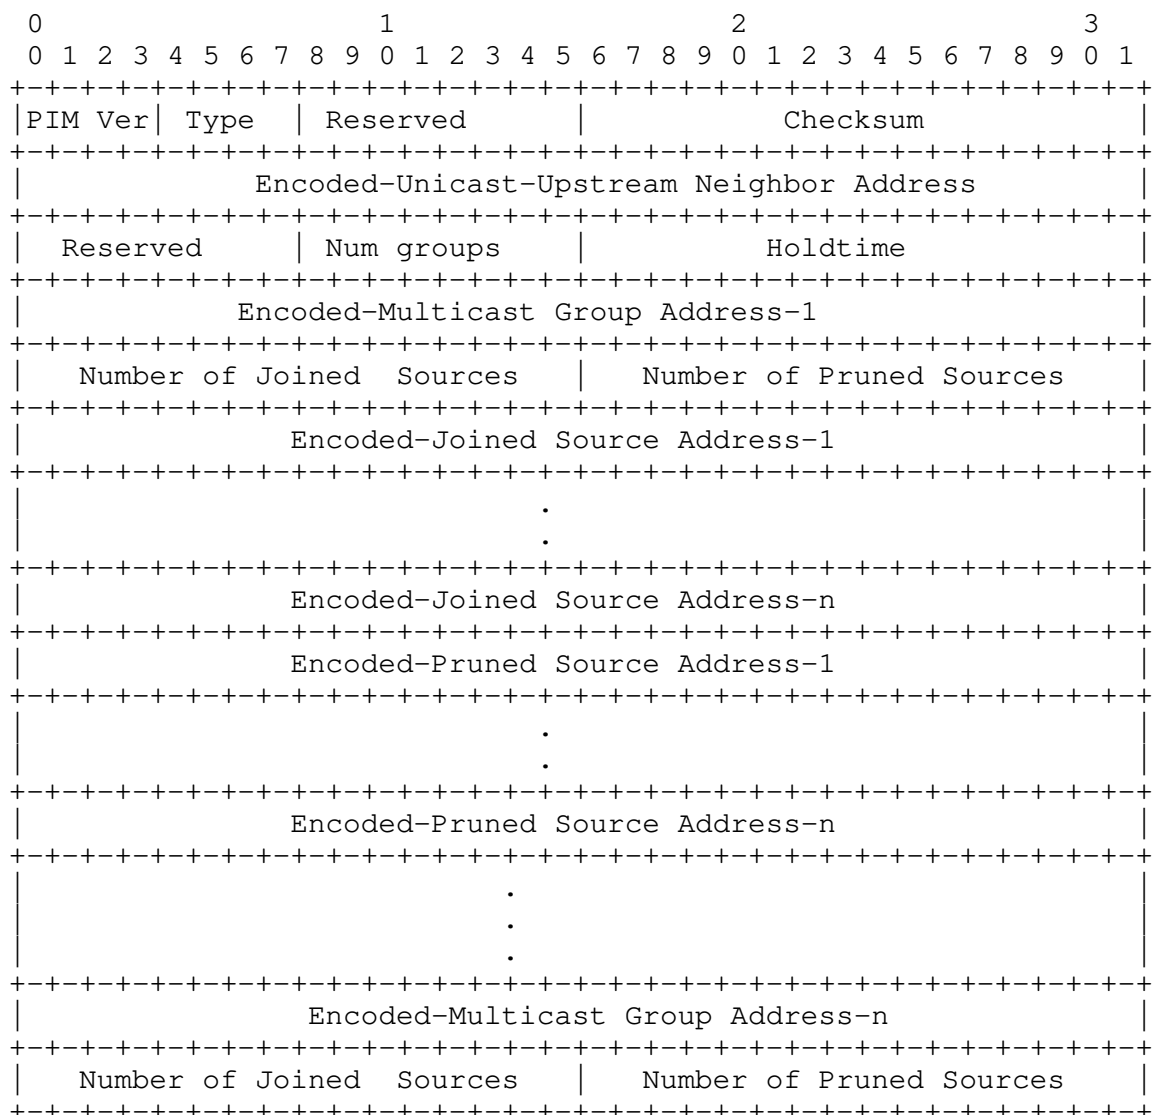 0                   1                   2                   3
0 1 2 3 4 5 6 7 8 9 0 1 2 3 4 5 6 7 8 9 0 1 2 3 4 5 6 7 8 9 0 1
+-+-+-+-+-+-+-+-+-+-+-+-+-+-+-+-+-+-+-+-+-+-+-+-+-+-+-+-+-+-+-+-+
|PIM Ver| Type  | Reserved      |           Checksum            |
+-+-+-+-+-+-+-+-+-+-+-+-+-+-+-+-+-+-+-+-+-+-+-+-+-+-+-+-+-+-+-+-+
|             Encoded-Unicast-Upstream Neighbor Address         |
+-+-+-+-+-+-+-+-+-+-+-+-+-+-+-+-+-+-+-+-+-+-+-+-+-+-+-+-+-+-+-+-+
|  Reserved     | Num groups    |          Holdtime             |
+-+-+-+-+-+-+-+-+-+-+-+-+-+-+-+-+-+-+-+-+-+-+-+-+-+-+-+-+-+-+-+-+
|            Encoded-Multicast Group Address-1                  |
+-+-+-+-+-+-+-+-+-+-+-+-+-+-+-+-+-+-+-+-+-+-+-+-+-+-+-+-+-+-+-+-+
|   Number of Joined  Sources   |   Number of Pruned Sources    |
+-+-+-+-+-+-+-+-+-+-+-+-+-+-+-+-+-+-+-+-+-+-+-+-+-+-+-+-+-+-+-+-+
|               Encoded-Joined Source Address-1                 |
+-+-+-+-+-+-+-+-+-+-+-+-+-+-+-+-+-+-+-+-+-+-+-+-+-+-+-+-+-+-+-+-+
|                             .                                 |
|                             .                                 |
+-+-+-+-+-+-+-+-+-+-+-+-+-+-+-+-+-+-+-+-+-+-+-+-+-+-+-+-+-+-+-+-+
|               Encoded-Joined Source Address-n                 |
+-+-+-+-+-+-+-+-+-+-+-+-+-+-+-+-+-+-+-+-+-+-+-+-+-+-+-+-+-+-+-+-+
|               Encoded-Pruned Source Address-1                 |
+-+-+-+-+-+-+-+-+-+-+-+-+-+-+-+-+-+-+-+-+-+-+-+-+-+-+-+-+-+-+-+-+
|                             .                                 |
|                             .                                 |
+-+-+-+-+-+-+-+-+-+-+-+-+-+-+-+-+-+-+-+-+-+-+-+-+-+-+-+-+-+-+-+-+
|               Encoded-Pruned Source Address-n                 |
+-+-+-+-+-+-+-+-+-+-+-+-+-+-+-+-+-+-+-+-+-+-+-+-+-+-+-+-+-+-+-+-+
|                           .                                   |
|                           .                                   |
|                           .                                   |
+-+-+-+-+-+-+-+-+-+-+-+-+-+-+-+-+-+-+-+-+-+-+-+-+-+-+-+-+-+-+-+-+
|                Encoded-Multicast Group Address-n              |
+-+-+-+-+-+-+-+-+-+-+-+-+-+-+-+-+-+-+-+-+-+-+-+-+-+-+-+-+-+-+-+-+
|   Number of Joined  Sources   |   Number of Pruned Sources    |
+-+-+-+-+-+-+-+-+-+-+-+-+-+-+-+-+-+-+-+-+-+-+-+-+-+-+-+-+-+-+-+-+